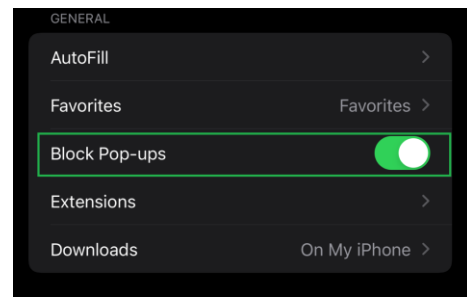 GENERAL
AutoFill
Favorites Favorites
Block Pop-ups
Extensions
Downloads On My iPhone